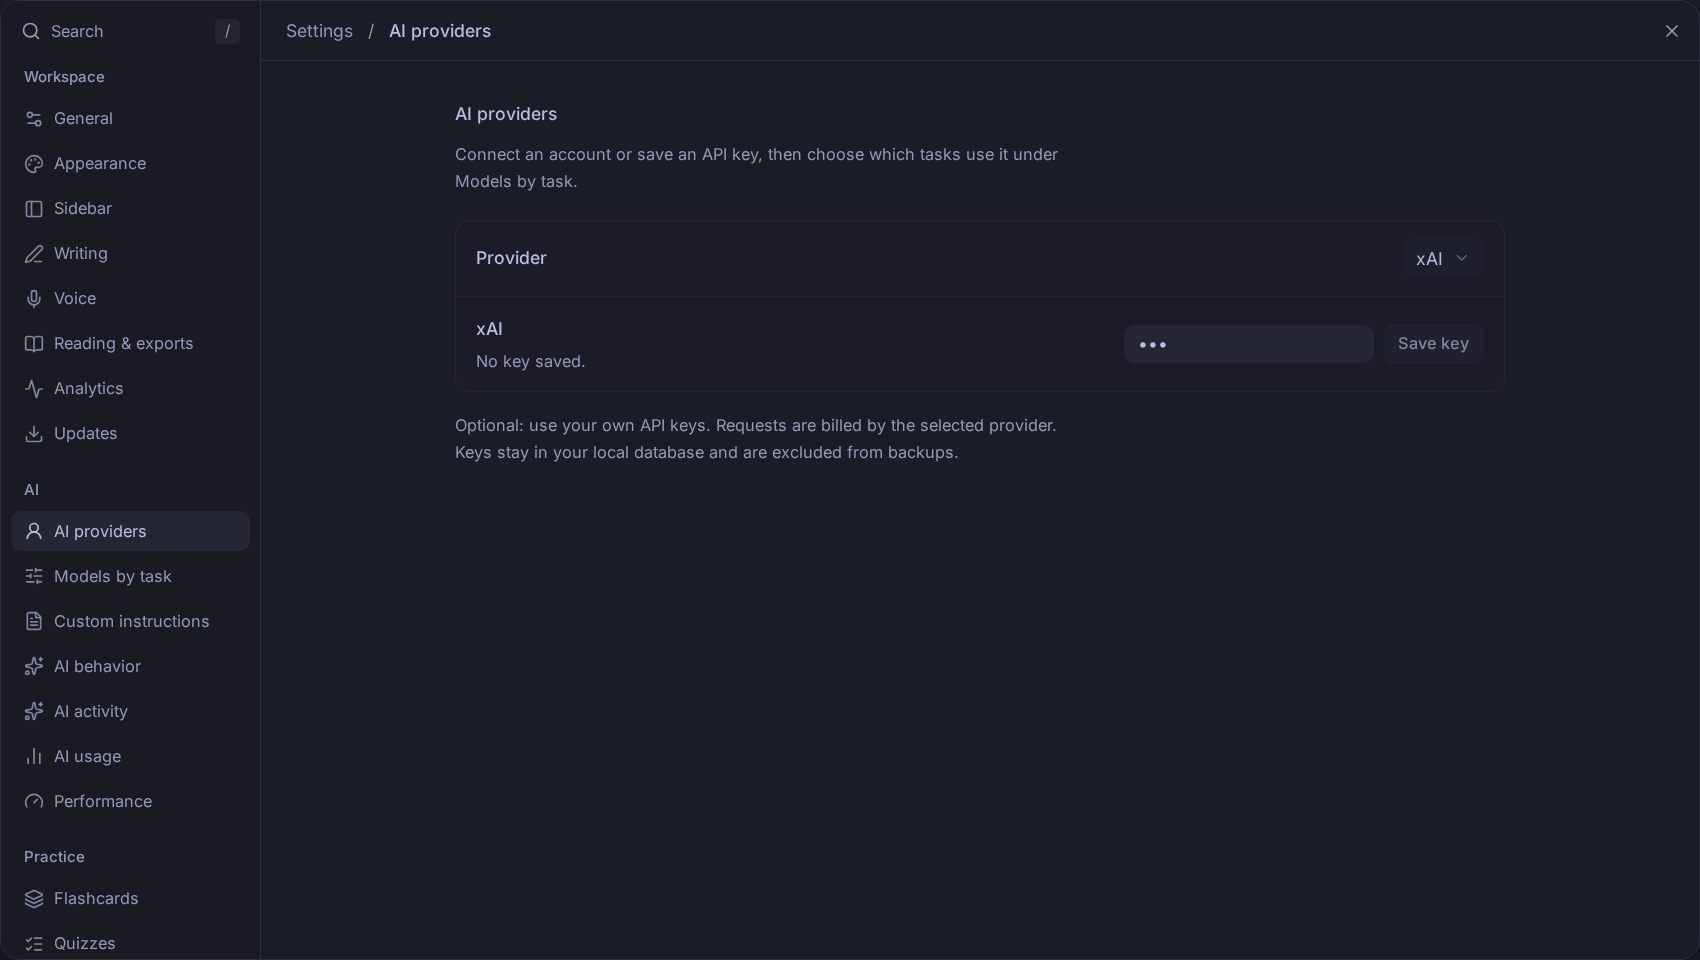 Search /
Workspace
General
Appearance
Sidebar
Writing
Voice
Reading & exports
Analytics
Updates
AI
AI providers
Models by task
Custom instructions
AI behavior
AI activity
AI usage
Performance
Practice
Flashcards
Quizzes
Settings / AI providers
AI providers
Connect an account or save an API key, then choose which tasks use it under
Models by task.
Provider xAI
xAI
No key saved.
••• Save key
Optional: use your own API keys. Requests are billed by the selected provider.
Keys stay in your local database and are excluded from backups.